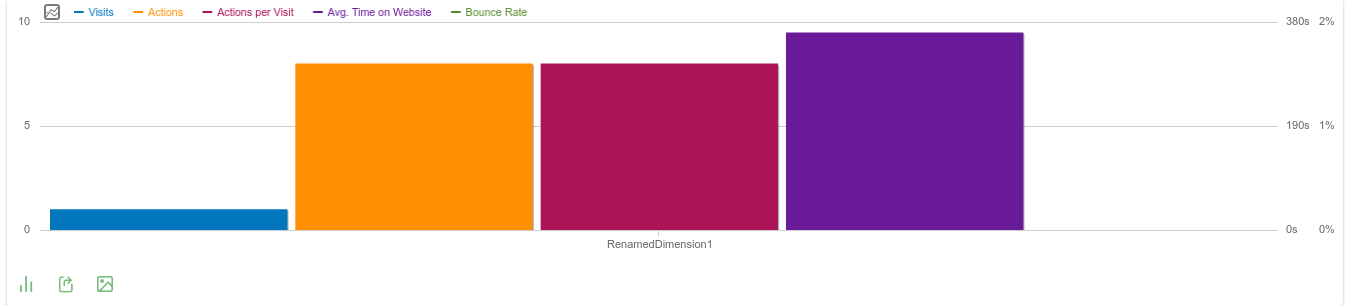 Visits Actions Actions per Visit Avg. Time on Website Bounce Rate
10 380s 2%
5 190s 1%
0 0s 0%
RenamedDimension1